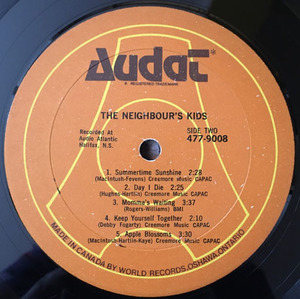 Audat®
® REGISTERED TRADEMARK
THE NEIGHBOUR'S KIDS
Recorded At
Audio Atlantic
Halifax, N.S.
SIDE TWO
477-9008
1. Summertime Sunshine 2:28
(MacIntosh-Fevens) Creemore Music CAPAC
2. Day I Die 2:25
(Hughes-Hartlin) Creemore Music CAPAC
3. Momma's Waiting 3:37
(Rogers-Williams) BMI
4. Keep Yourself Together 2:10
(Debby Fogarty) Creemore Music CAPAC
5. Apple Blossoms 3:30
(MacIntosh-Hartlin-Kaye) Creemore Music CAPAC
MADE IN CANADA BY WORLD RECORDS OSHAWA, ONTARIO